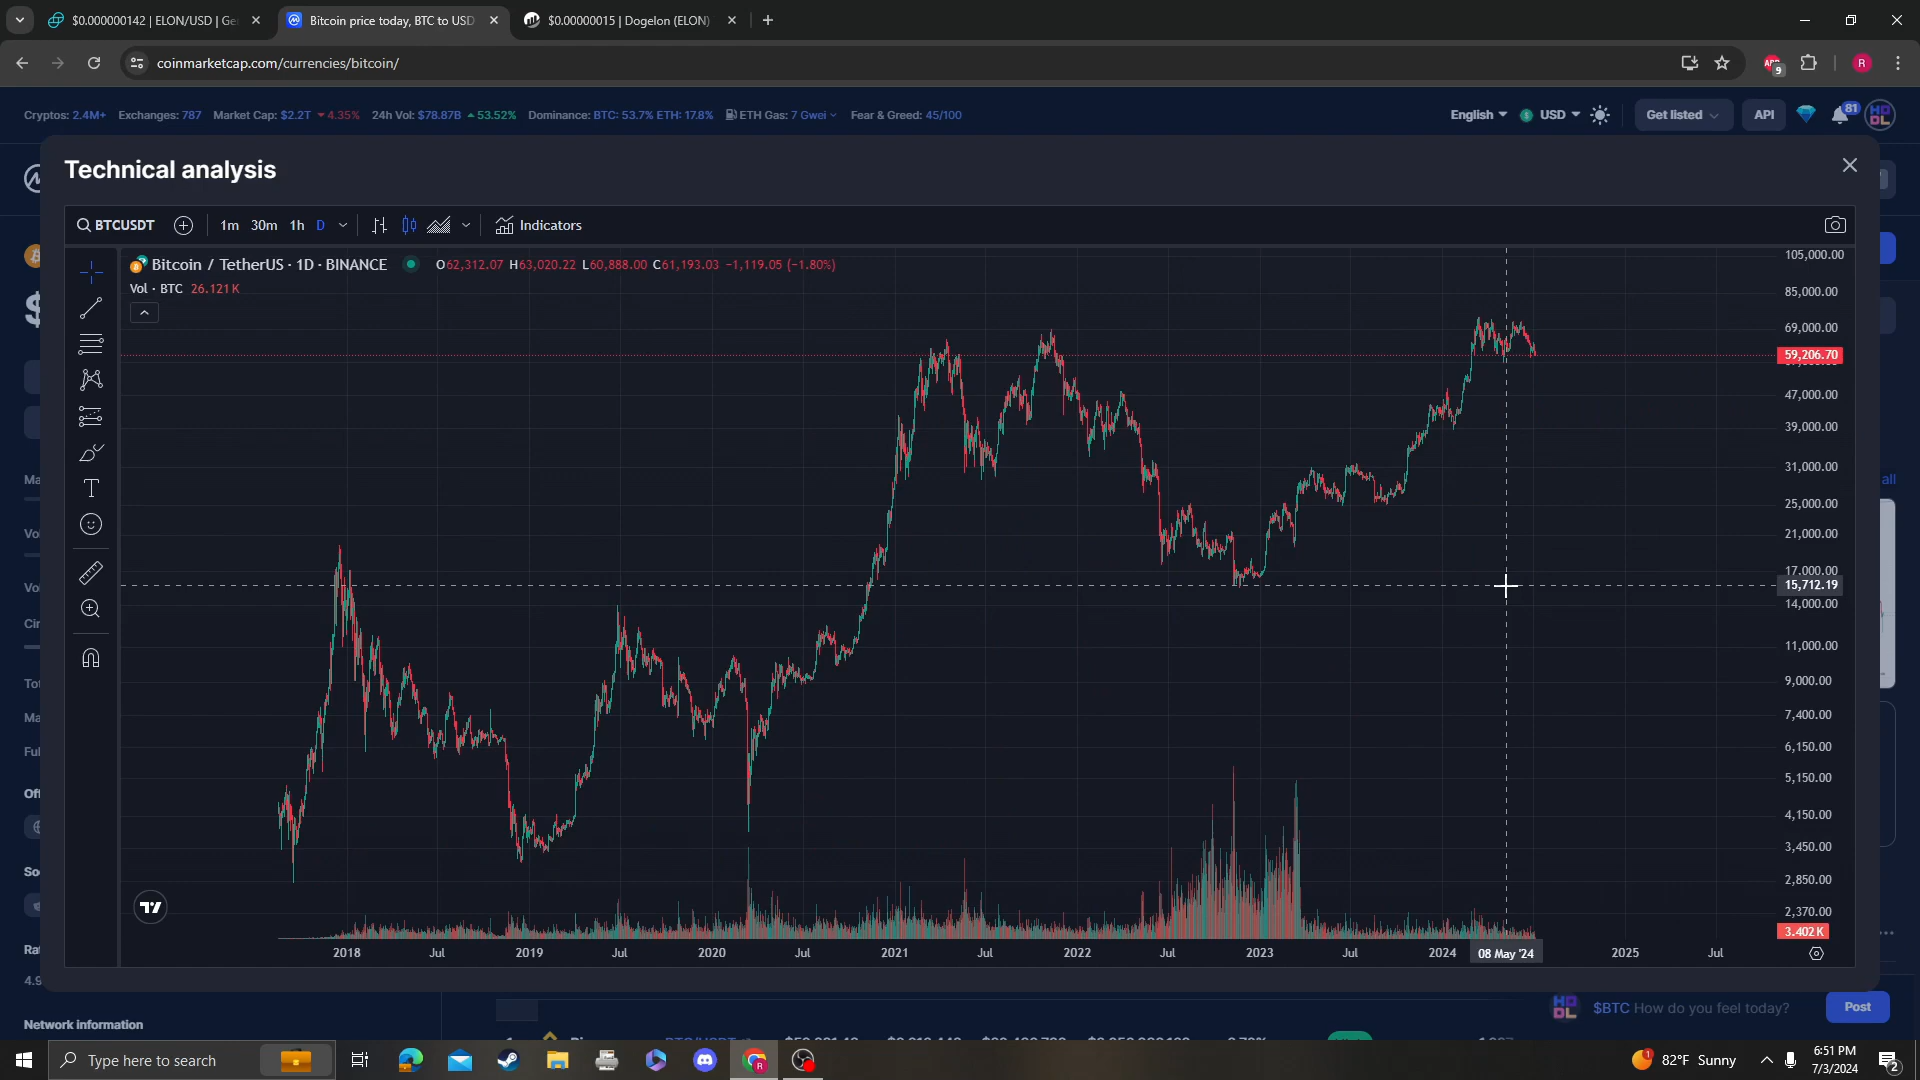 $0.000000142 | ELON/USD | Ge
Bitcoin price today, BTC to USD
$0.00000015 | Dogelon (ELON)
coinmarketcap.com/currencies/bitcoin/
9
R
Cryptos: 2.4M+ Exchanges: 787 Market Cap: $2.2T 4.35% 24h Vol: $78.87B 53.52% Dominance: BTC: 53.7% ETH: 17.8% ETH Gas: 7 Gwei Fear & Greed: 45/100
English USD Get listed API 81
Technical analysis
BTCUSDT 1m 30m 1h D Indicators
Bitcoin / TetherUS · 1D · BINANCE O62,312.07 H63,020.22 L60,888.00 C61,193.03 −1,119.05 (−1.80%)
Vol · BTC 26.121K
105,000.00
85,000.00
69,000.00
59,206.70
47,000.00
39,000.00
31,000.00
25,000.00
21,000.00
17,000.00
15,712.19
14,000.00
11,000.00
9,000.00
7,400.00
6,150.00
5,150.00
4,150.00
3,450.00
2,850.00
2,370.00
3.402K
2018 Jul 2019 Jul 2020 Jul 2021 Jul 2022 Jul 2023 Jul 2024 08 May '24 2025 Jul
all
4.9
Network information
$BTC How do you feel today?
Post
Type here to search
82°F Sunny
6:51 PM
7/3/2024
2